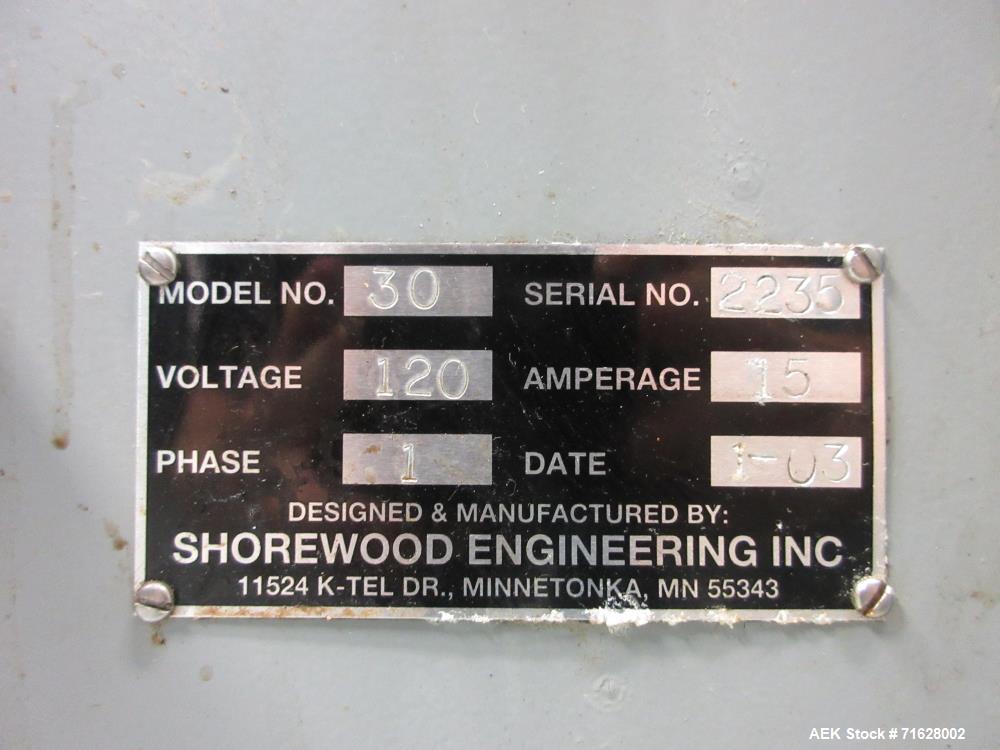 MODEL NO. 30 SERIAL NO. 2235
VOLTAGE 120 AMPERAGE 15
PHASE 1 DATE 1-03
DESIGNED & MANUFACTURED BY:
SHOREWOOD ENGINEERING INC
11524 K-TEL DR., MINNETONKA, MN 55343
AEK Stock # 71628002